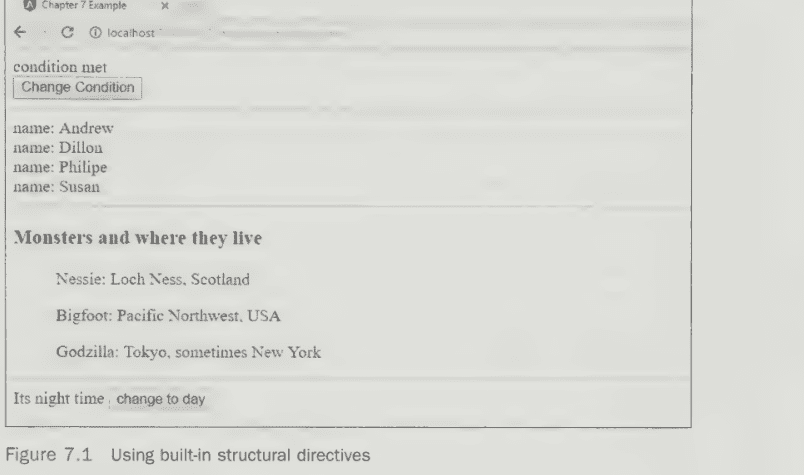 Chapter 7 Example
localhost
condition met
Change Condition
name: Andrew
name: Dillon
name: Philipe
name: Susan
Monsters and where they live
Nessie: Loch Ness, Scotland
Bigfoot: Pacific Northwest, USA
Godzilla: Tokyo, sometimes New York
Its night time change to day
Figure 7.1 Using built-in structural directives